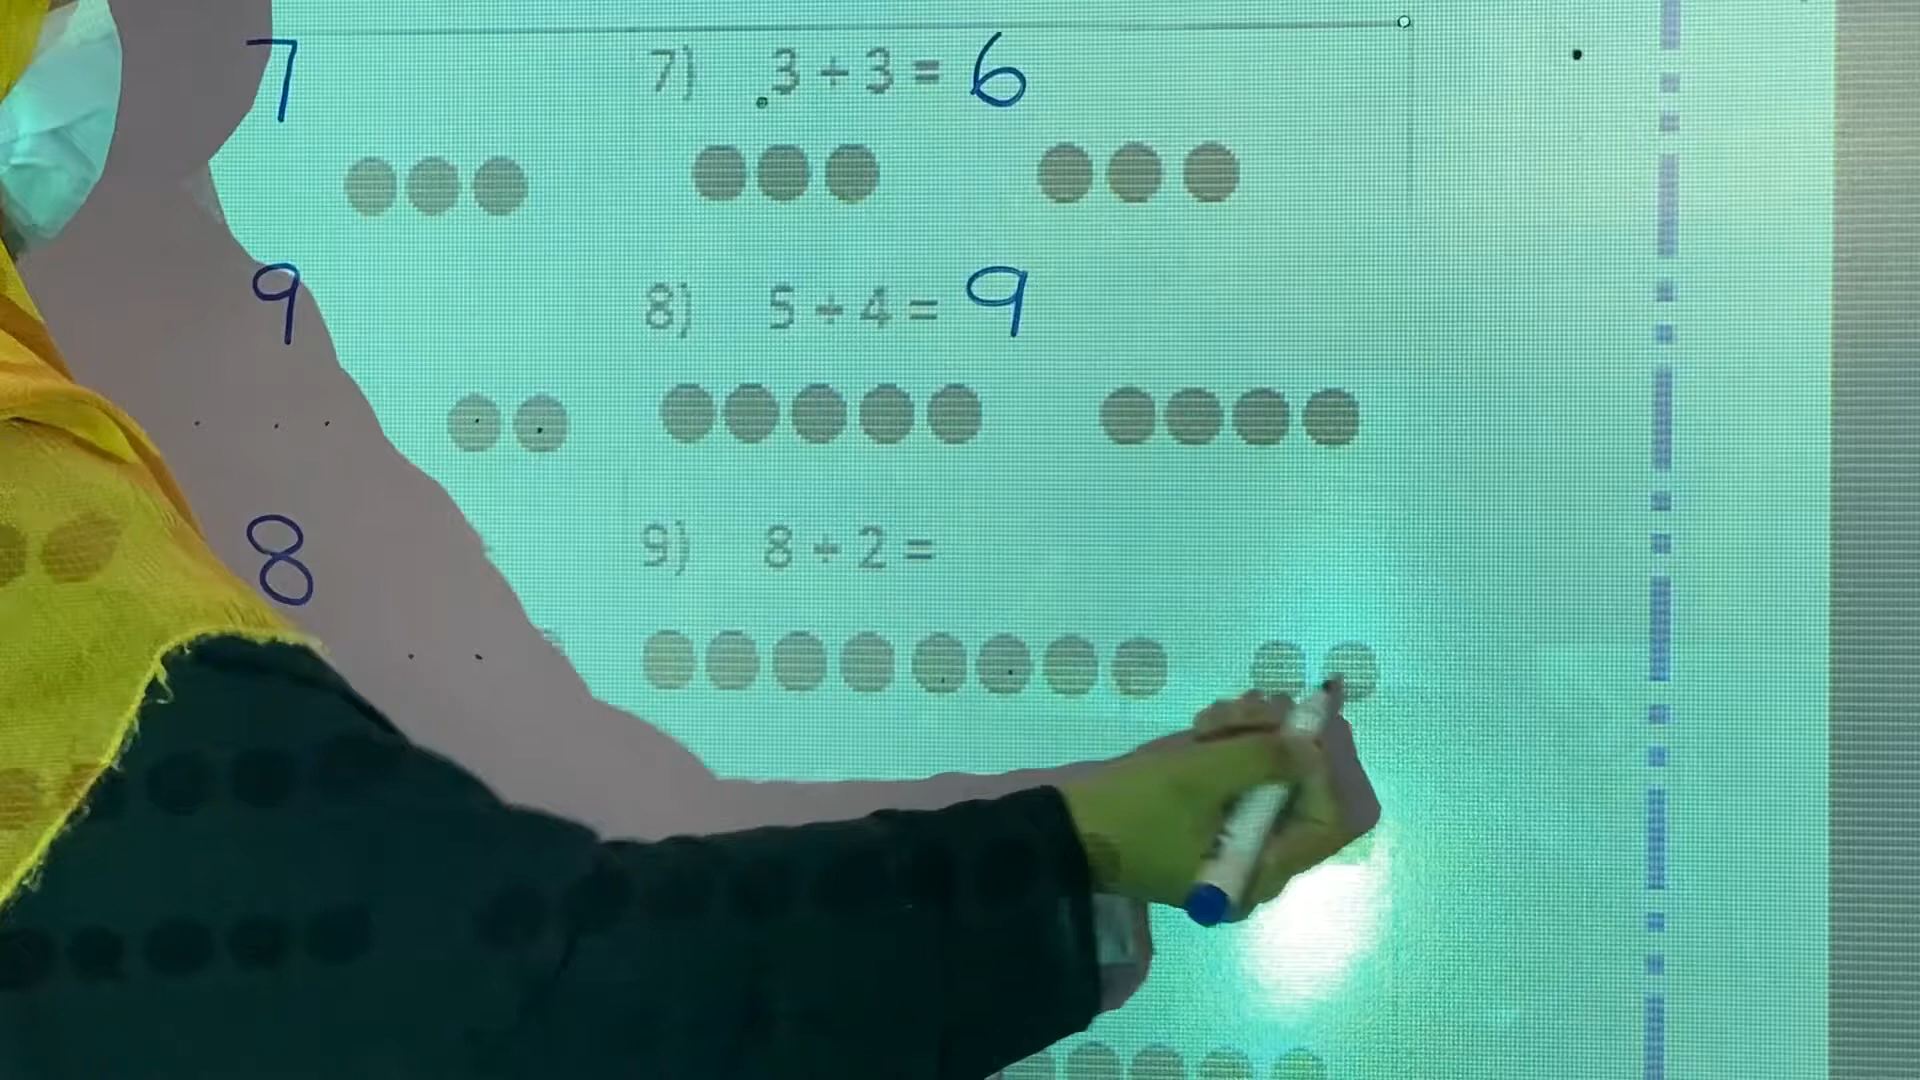 7
7) 3 + 3 = 6
9
8) 5 + 4 = 9
8
9) 8 + 2 =